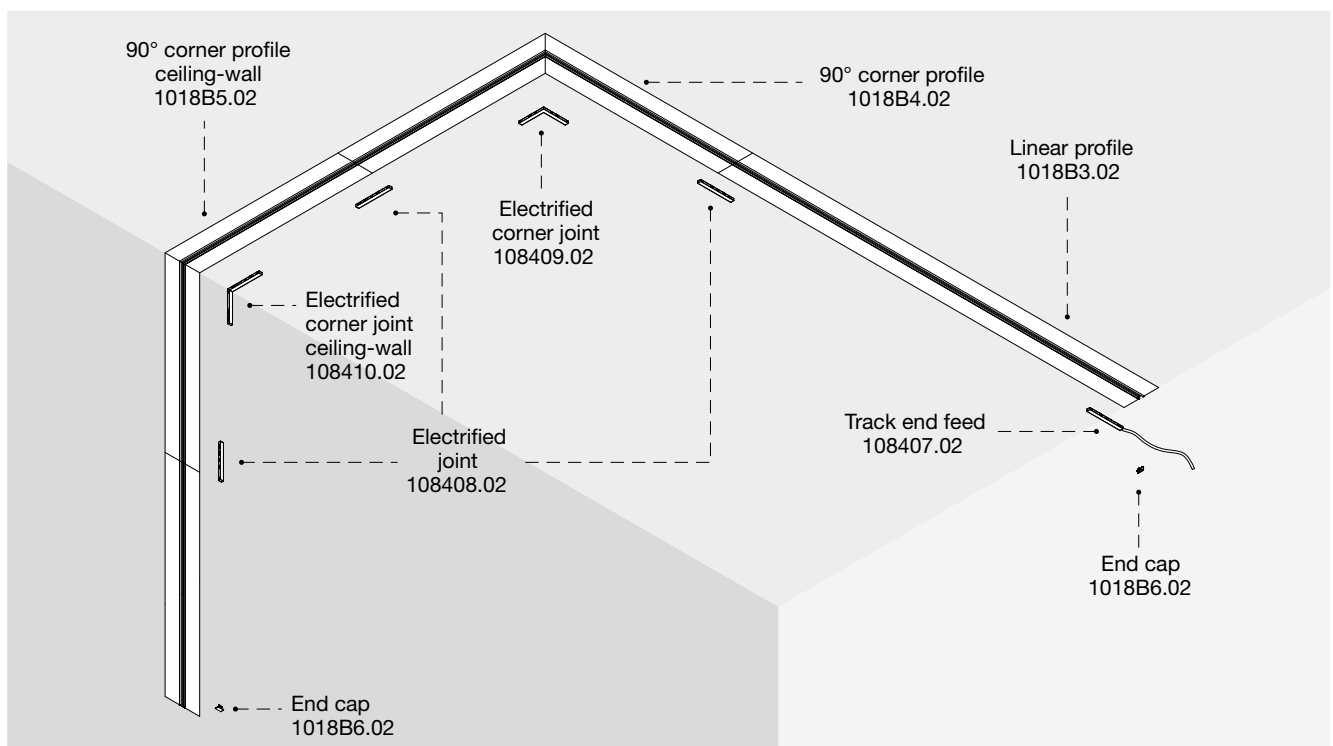 90° corner profile
ceiling-wall
1018B5.02
90° corner profile
1018B4.02
Linear profile
1018B3.02
Electrified
corner joint
108409.02
Electrified
corner joint
ceiling-wall
108410.02
Electrified
joint
108408.02
Track end feed
108407.02
End cap
1018B6.02
End cap
1018B6.02